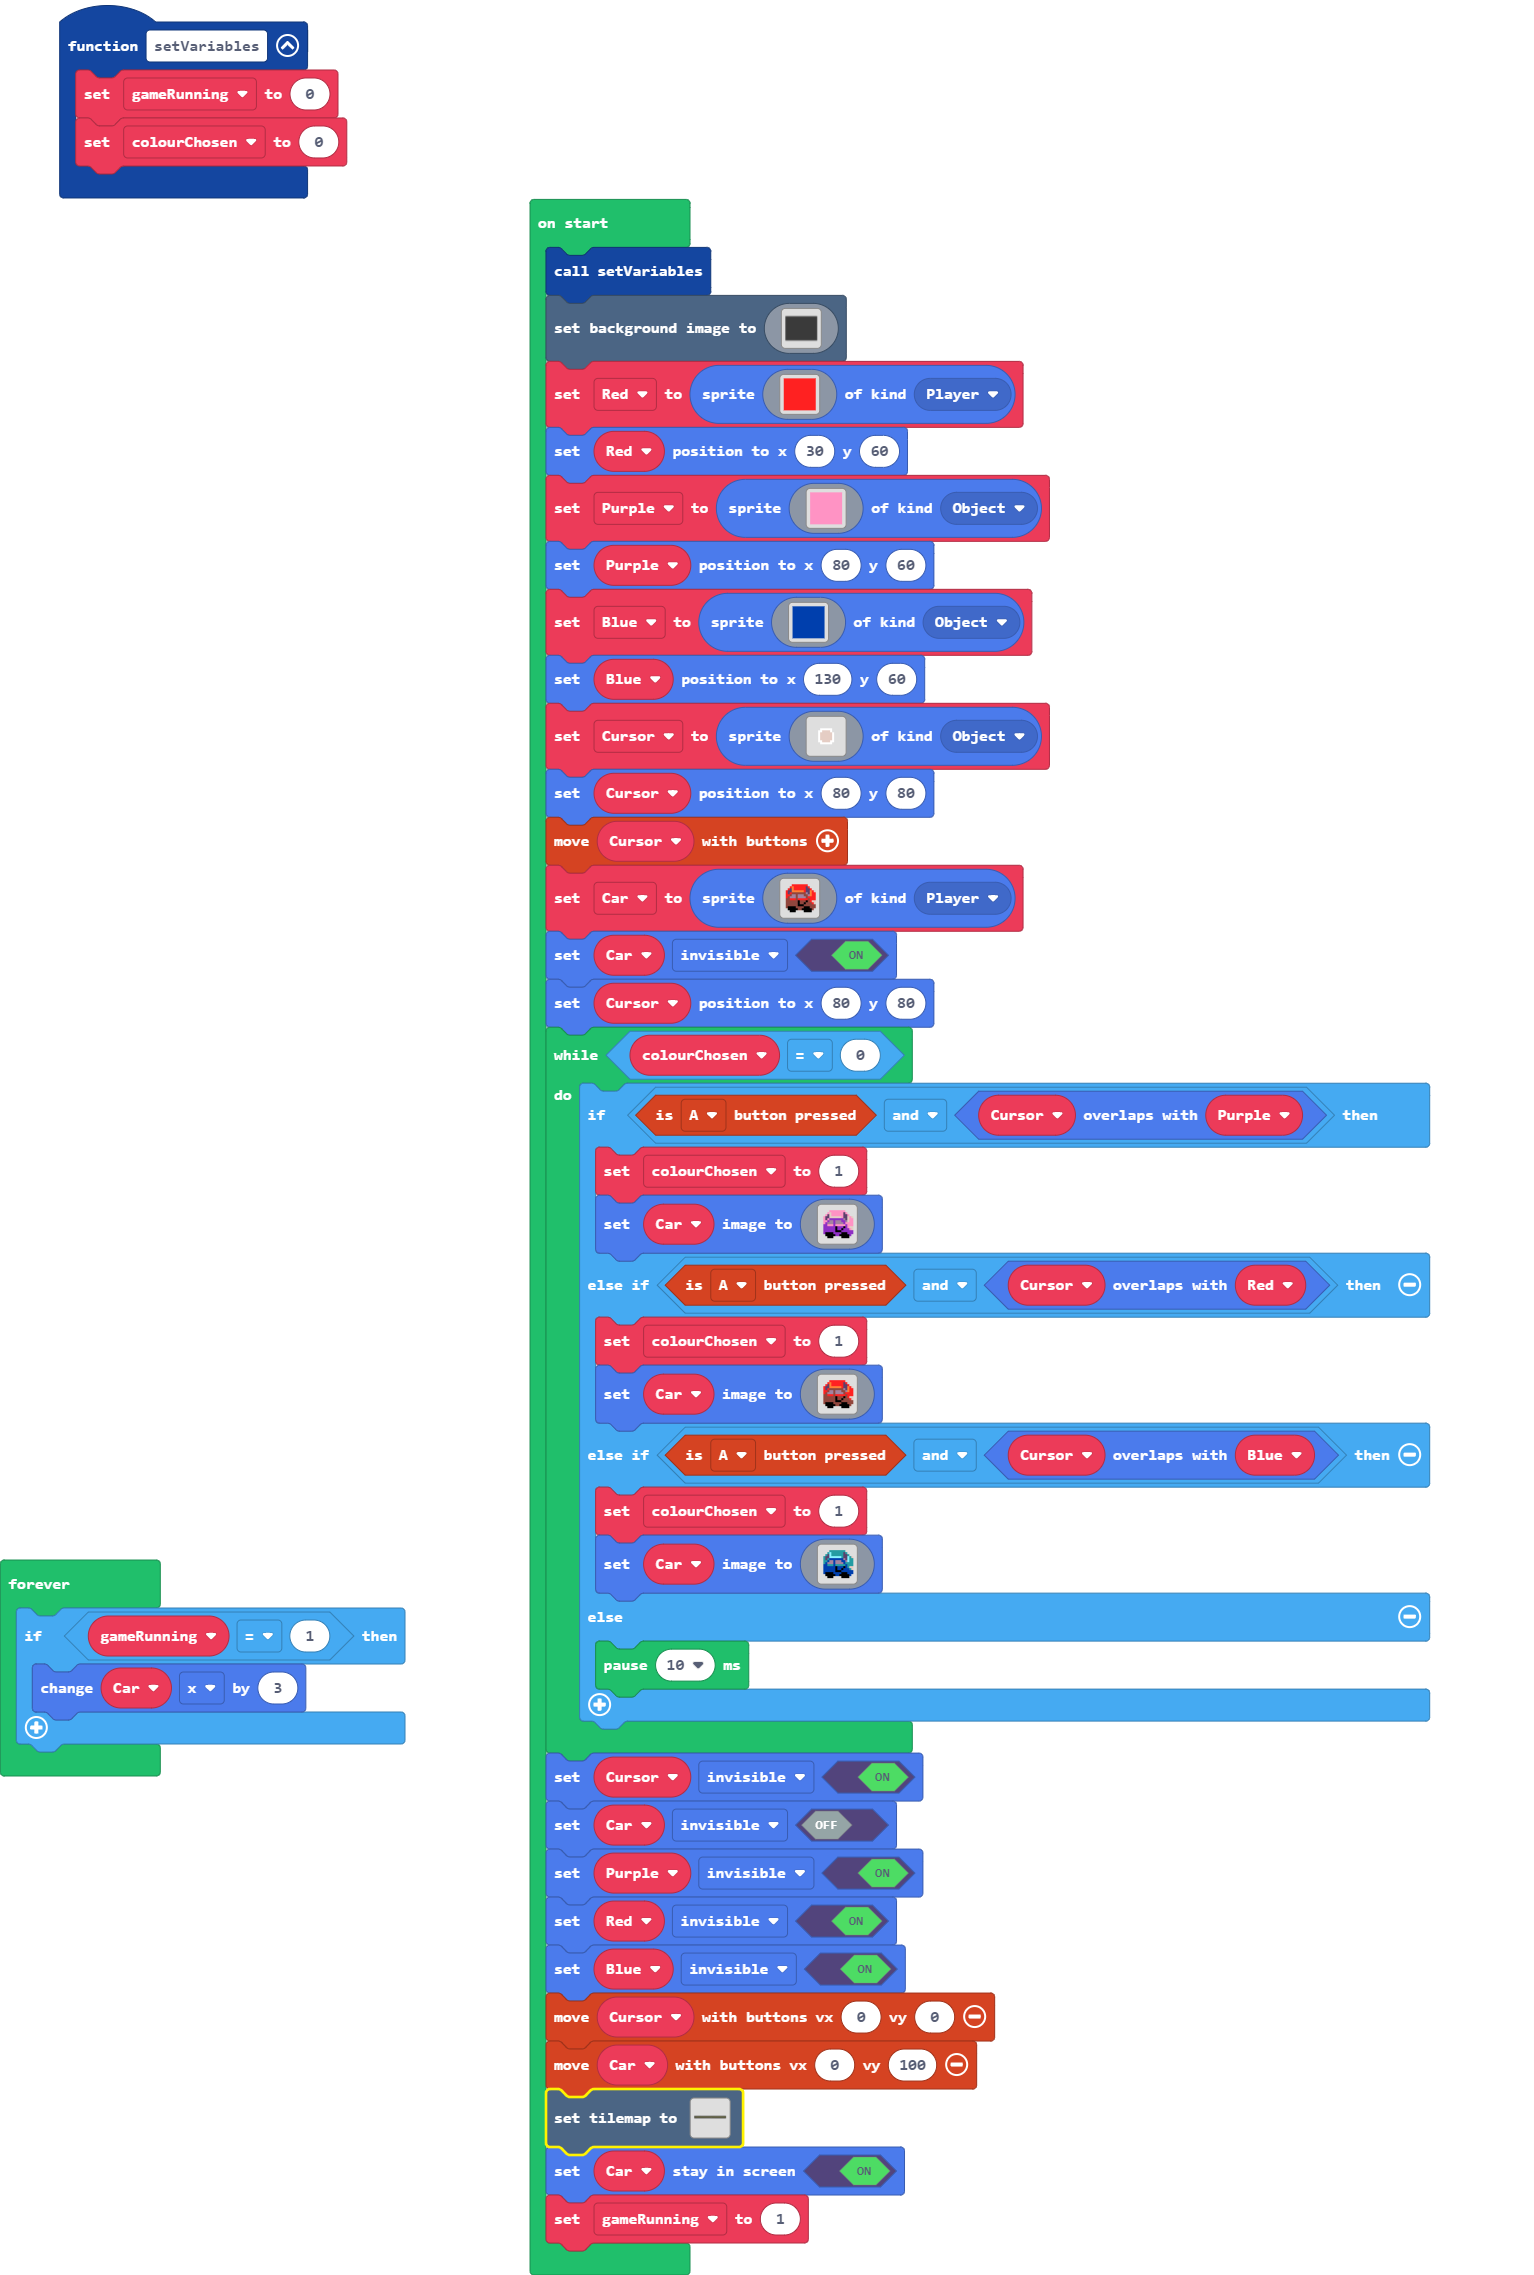 function setVariables
set gameRunning to 0
set colourChosen to 0
on start
call setVariables
set background image to
set Red to sprite of kind Player
set Red position to x 30 y 60
set Purple to sprite of kind Object
set Purple position to x 80 y 60
set Blue to sprite of kind Object
set Blue position to x 130 y 60
set Cursor to sprite of kind Object
set Cursor position to x 80 y 80
move Cursor with buttons
set Car to sprite of kind Player
set Car invisible ON
set Cursor position to x 80 y 80
while colourChosen = 0
do
if is A button pressed and Cursor overlaps with Purple then
set colourChosen to 1
set Car image to
else if is A button pressed and Cursor overlaps with Red then
set colourChosen to 1
set Car image to
else if is A button pressed and Cursor overlaps with Blue then
set colourChosen to 1
set Car image to
else
pause 10 ms
set Cursor invisible ON
set Car invisible OFF
set Purple invisible ON
set Red invisible ON
set Blue invisible ON
move Cursor with buttons vx 0 vy 0
move Car with buttons vx 0 vy 100
set tilemap to
set Car stay in screen ON
set gameRunning to 1
forever
if gameRunning = 1 then
change Car x by 3